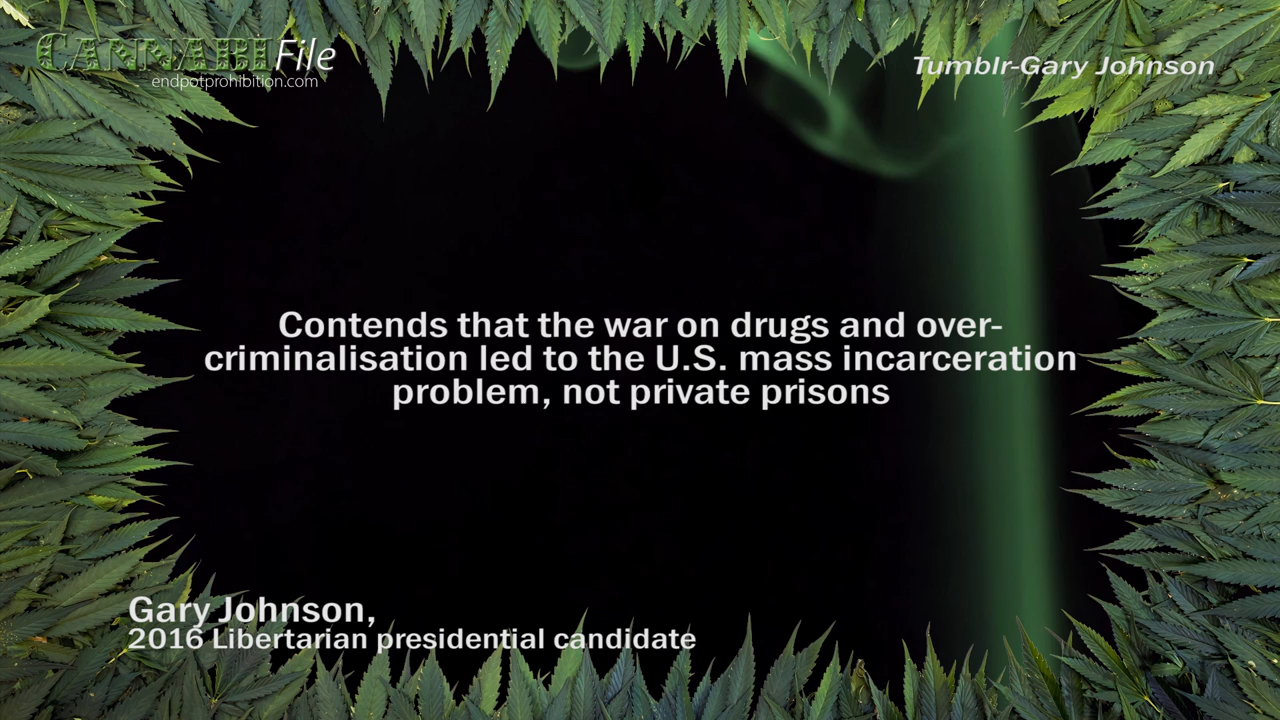 CANNABIFile
endpotprohibition.com
Tumblr-Gary Johnson
Contends that the war on drugs and over-
criminalisation led to the U.S. mass incarceration
problem, not private prisons
Gary Johnson,
2016 Libertarian presidential candidate